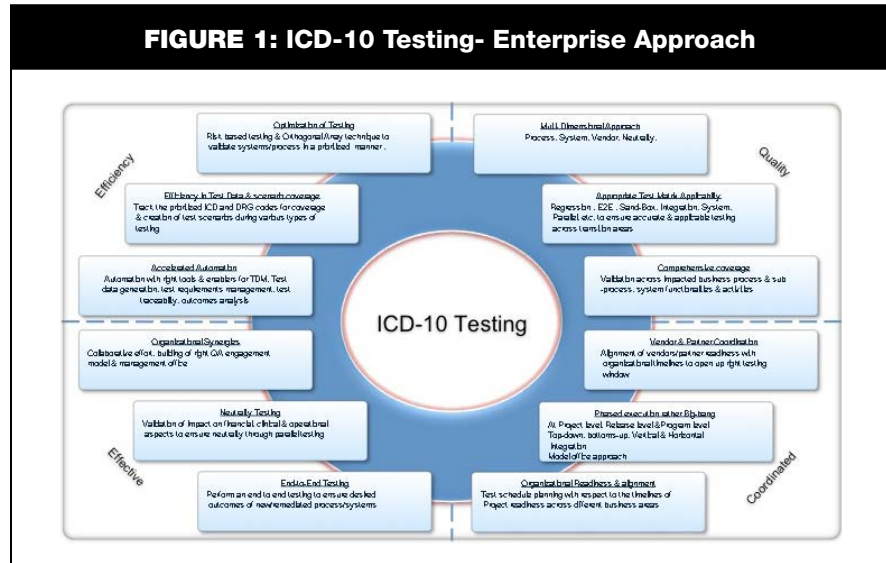 FIGURE 1: ICD-10 Testing- Enterprise Approach
Efficiency
Optimization of Testing
Risk based testing & Orthogonal Array technique to
validate systems/process in a prioritized manner.
Efficiency in Test Data & scenario coverage
Track the prioritized ICD and DRG codes for coverage
& creation of test scenarios during various types of
testing
Accelerated Automation
Automation with right tools & enablers for TDM, Test
data generation, test requirements management, test
traceability, outcomes analysis
Quality
Multi Dimensional Approach
Process, System, Vendor, Neutrality.
Appropriate Test Matrix Applicability:
Regression, E2E, Sand-Box, Integration, System,
Parallel etc. to ensure accurate & applicable testing
across transition areas
Comprehensive coverage
Validation across impacted business process & sub
-process, system functionalities & activities
ICD-10 Testing
Organizational Synergies
Collaborative effort, building of right QA engagement
model & management office
Neutrality Testing
Validation of impact on financial, clinical & operational
aspects to ensure neutrality through parallel testing
End-to-End Testing
Perform an end to end testing to ensure desired
outcomes of new/remediated process/systems
Effective
Vendor & Partner Coordination
Alignment of vendors/partner readiness with
organizational timelines to open up right testing
window
Phased execution rather Big-bang
At Project level, Release level & Program level
Top-down, bottoms-up, Vertical & Horizontal
Integration
Model office approach
Organizational Readiness & alignment
Test schedule planning with respect to the timelines of
Project readiness across different business areas
Coordinated